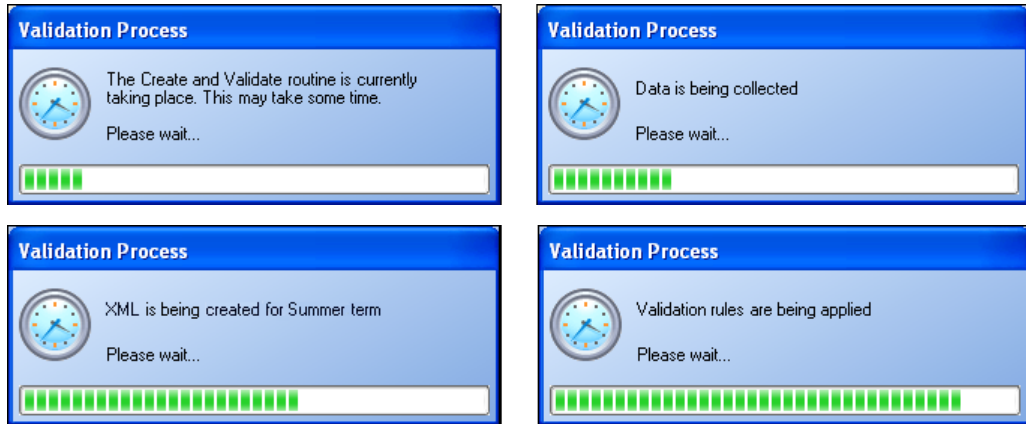 Validation Process
The Create and Validate routine is currently
taking place. This may take some time.
Please wait...
Validation Process
Data is being collected
Please wait...
Validation Process
XML is being created for Summer term
Please wait...
Validation Process
Validation rules are being applied
Please wait...